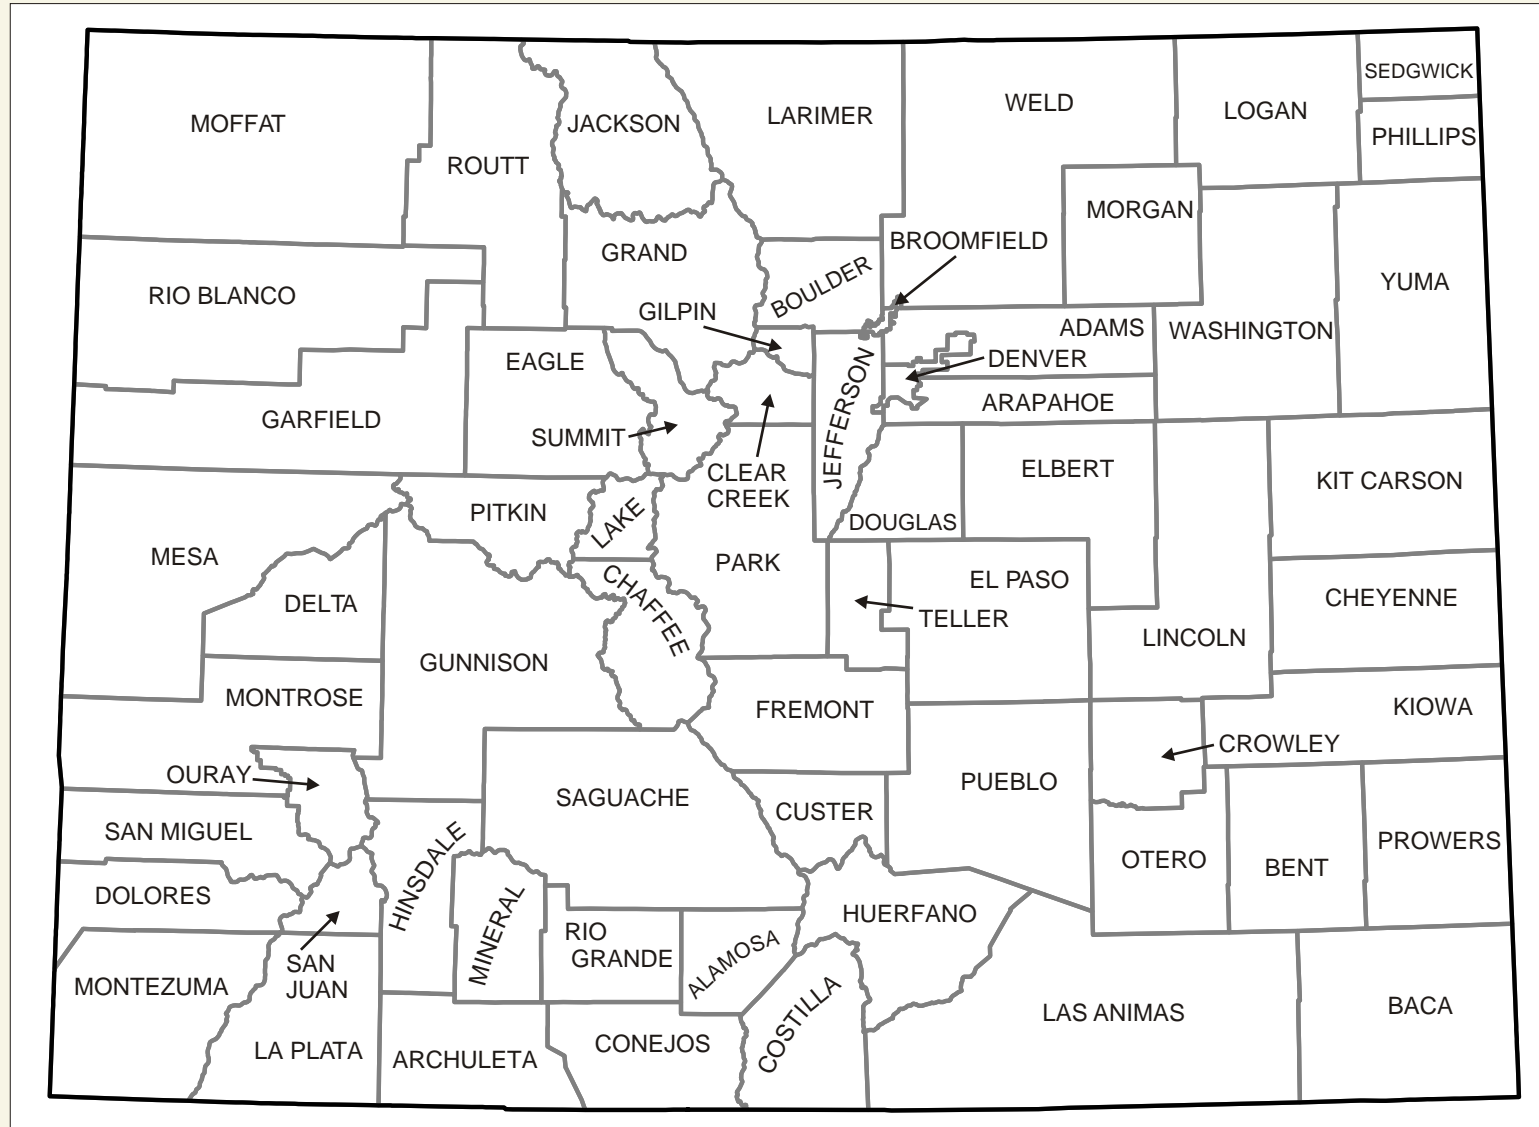 MOFFAT
ROUTT
JACKSON
LARIMER
WELD
LOGAN
SEDGWICK
PHILLIPS
MORGAN
GRAND
BROOMFIELD
BOULDER
RIO BLANCO
GILPIN
YUMA
ADAMS
WASHINGTON
EAGLE
DENVER
JEFFERSON
ARAPAHOE
GARFIELD
SUMMIT
CLEAR
CREEK
ELBERT
KIT CARSON
PITKIN
LAKE
DOUGLAS
MESA
PARK
EL PASO
CHAFFEE
DELTA
TELLER
CHEYENNE
LINCOLN
GUNNISON
MONTROSE
FREMONT
KIOWA
CROWLEY
OURAY
SAGUACHE
PUEBLO
CUSTER
SAN MIGUEL
HINSDALE
OTERO
BENT
PROWERS
DOLORES
MINERAL
HUERFANO
RIO
GRANDE
ALAMOSA
SAN
JUAN
MONTEZUMA
COSTILLA
LAS ANIMAS
BACA
LA PLATA
ARCHULETA
CONEJOS